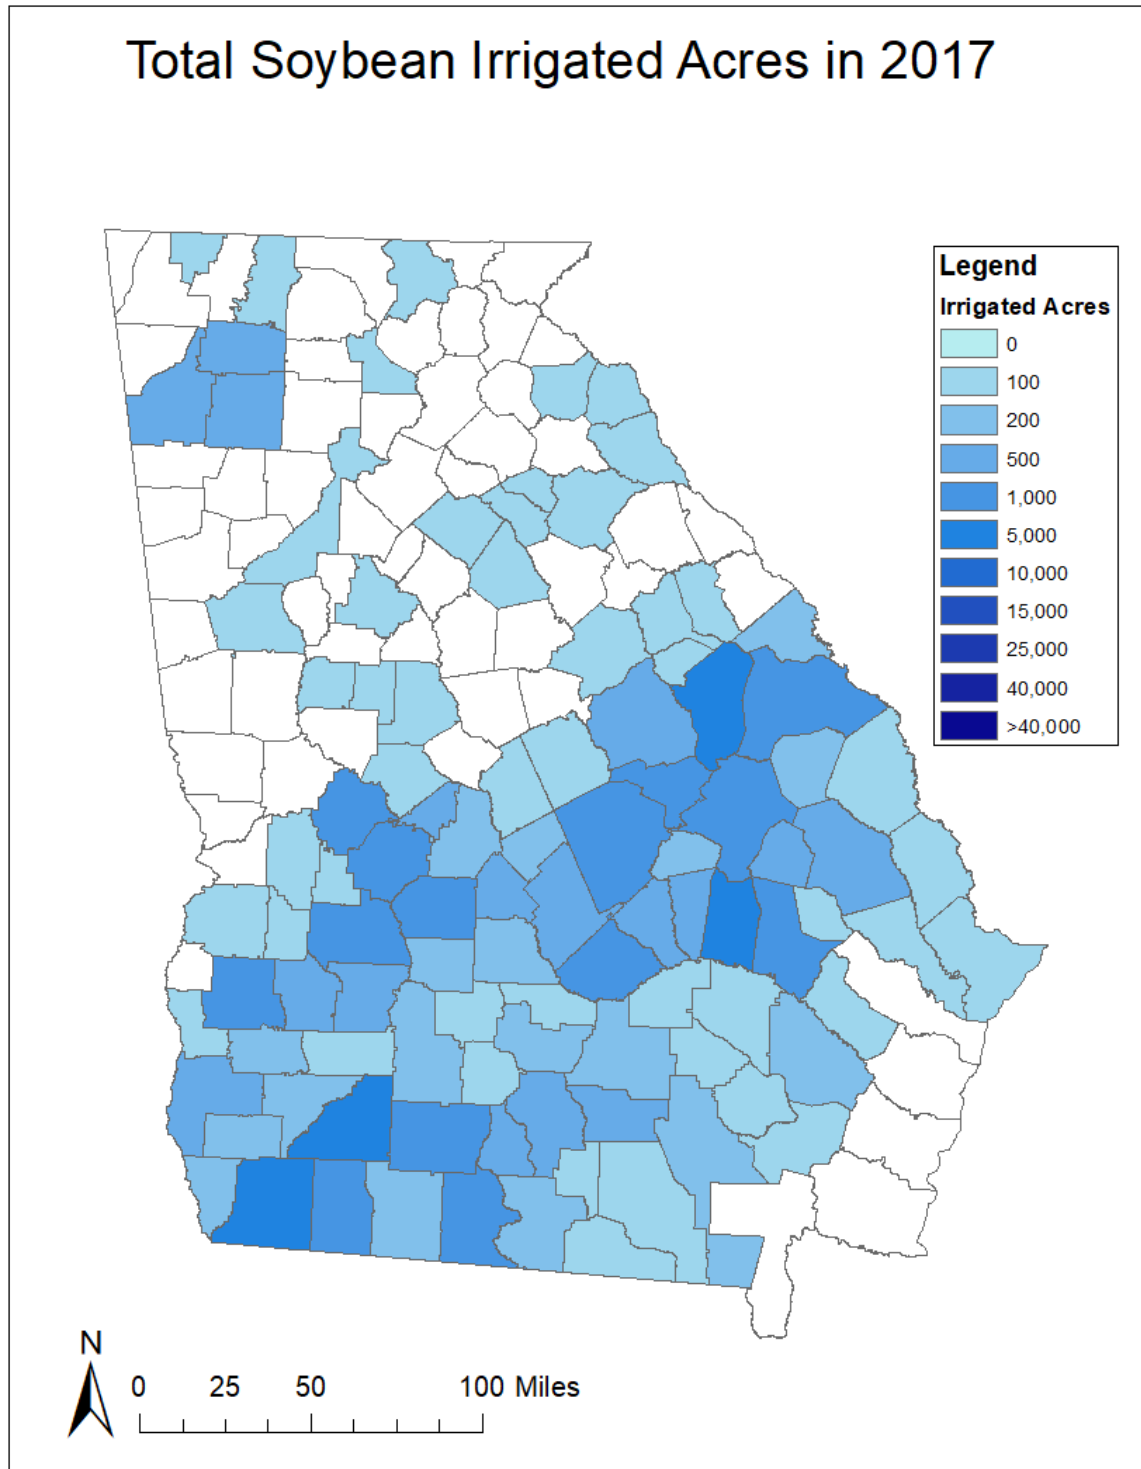 Total Soybean Irrigated Acres in 2017
Legend
Irrigated Acres
0
100
200
500
1,000
5,000
10,000
15,000
25,000
40,000
>40,000
N
0 25 50 100 Miles